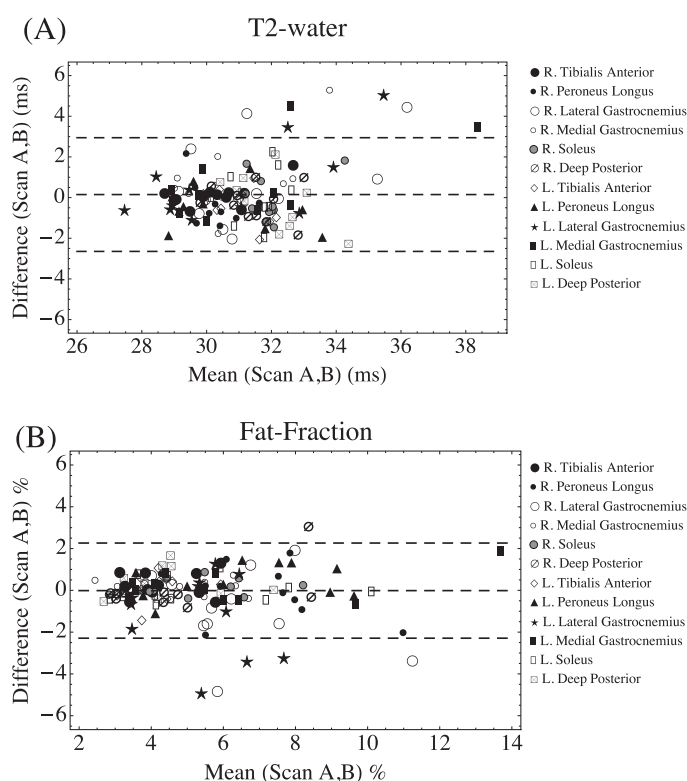 (A)
T2-water
Difference (Scan A,B) (ms)
6
4
2
0
−2
−4
−6
26 28 30 32 34 36 38
Mean (Scan A,B) (ms)
R. Tibialis Anterior
R. Peroneus Longus
R. Lateral Gastrocnemius
R. Medial Gastrocnemius
R. Soleus
R. Deep Posterior
L. Tibialis Anterior
L. Peroneus Longus
L. Lateral Gastrocnemius
L. Medial Gastrocnemius
L. Soleus
L. Deep Posterior
(B)
Fat-Fraction
Difference (Scan A,B) %
6
4
2
0
−2
−4
−6
2 4 6 8 10 12 14
Mean (Scan A,B) %
R. Tibialis Anterior
R. Peroneus Longus
R. Lateral Gastrocnemius
R. Medial Gastrocnemius
R. Soleus
R. Deep Posterior
L. Tibialis Anterior
L. Peroneus Longus
L. Lateral Gastrocnemius
L. Medial Gastrocnemius
L. Soleus
L. Deep Posterior